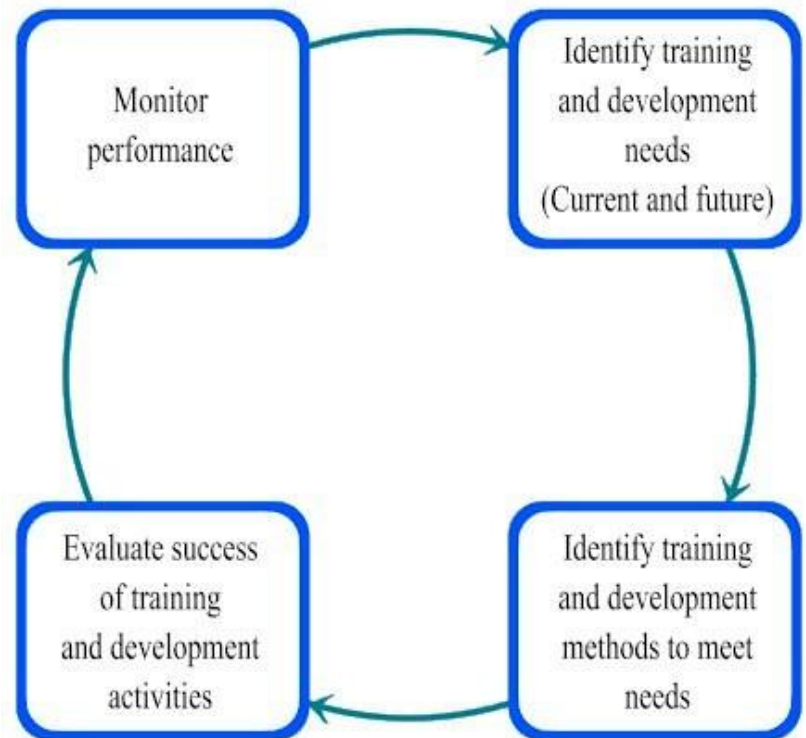 Monitor
performance
Identify training
and development
needs
(Current and future)
Identify training
and development
methods to meet
needs
Evaluate success
of training
and development
activities